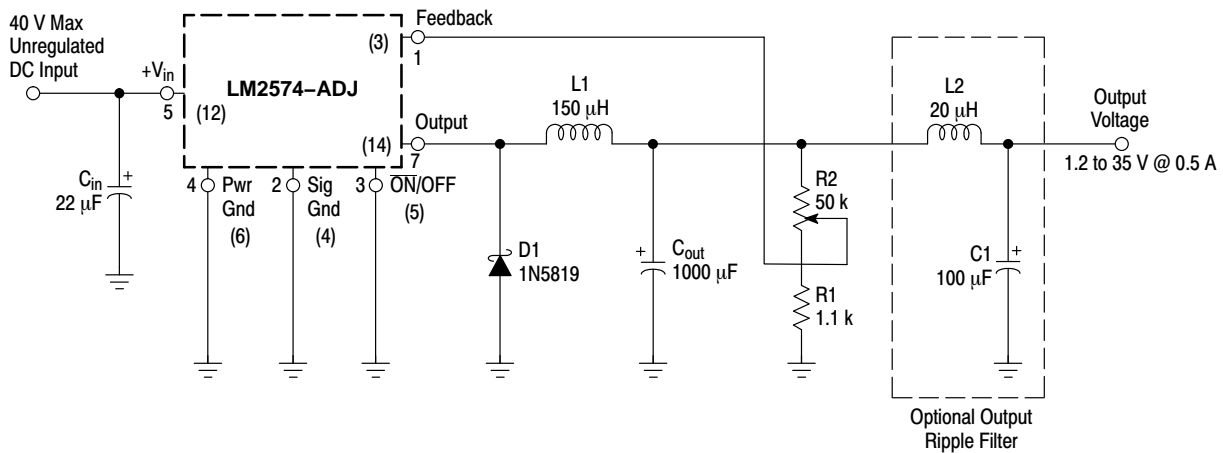 40 V Max
Unregulated
DC Input
+Vin
5
(12)
LM2574−ADJ
(3)
Feedback
1
(14)
Output
7
4
Pwr
Gnd
(6)
2
Sig
Gnd
(4)
3
ON/OFF
(5)
Cin
22 μF
+
L1
150 μH
D1
1N5819
+
Cout
1000 μF
R2
50 k
R1
1.1 k
L2
20 μH
+
C1
100 μF
Output
Voltage
1.2 to 35 V @ 0.5 A
Optional Output
Ripple Filter